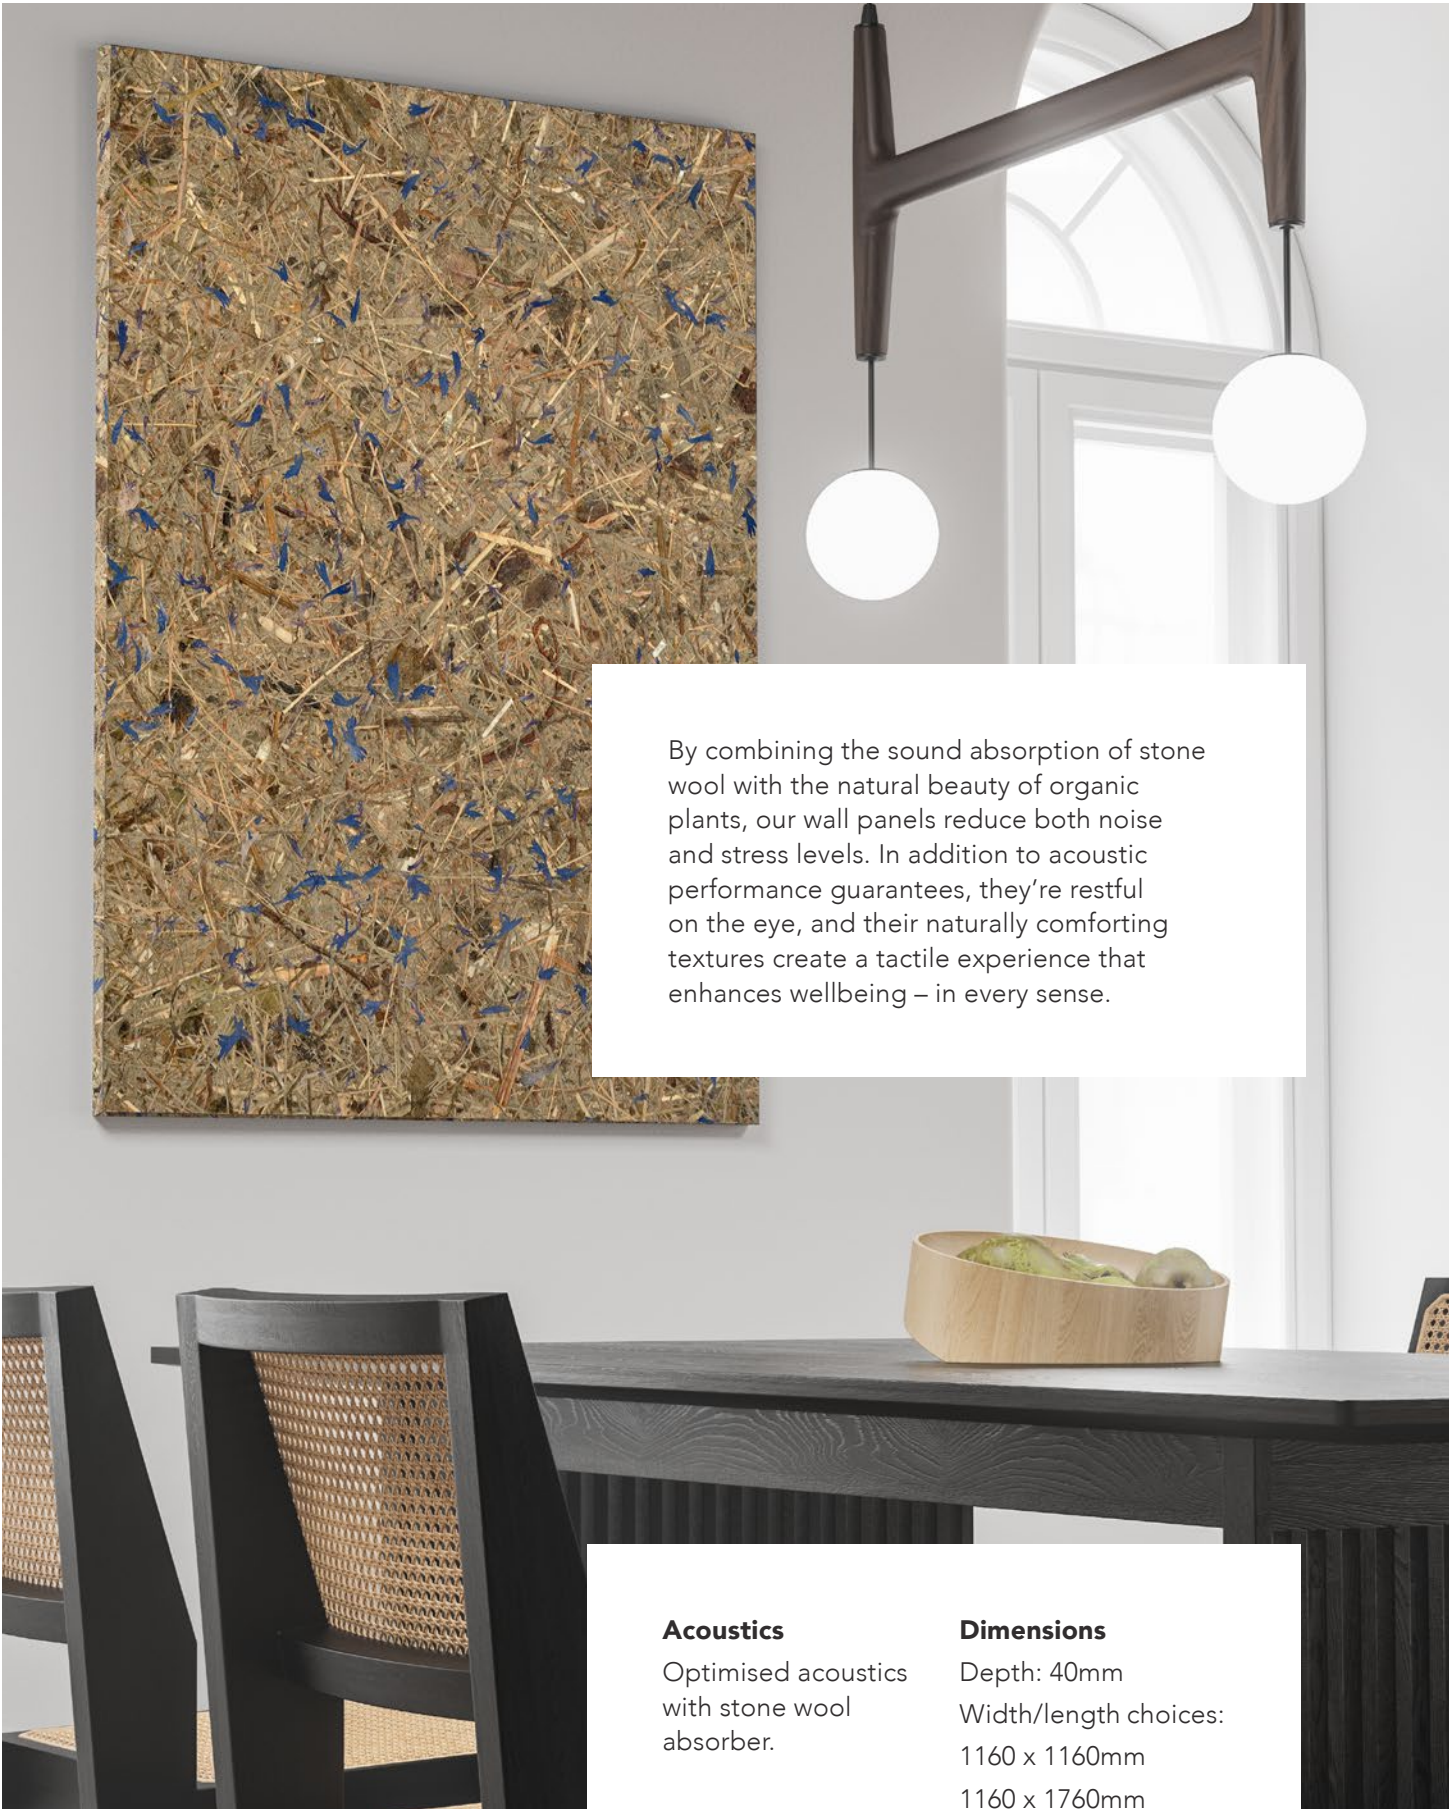 By combining the sound absorption of stone
wool with the natural beauty of organic
plants, our wall panels reduce both noise
and stress levels. In addition to acoustic
performance guarantees, they’re restful
on the eye, and their naturally comforting
textures create a tactile experience that
enhances wellbeing – in every sense.
Acoustics
Optimised acoustics
with stone wool
absorber.
Dimensions
Depth: 40mm
Width/length choices:
1160 x 1160mm
1160 x 1760mm